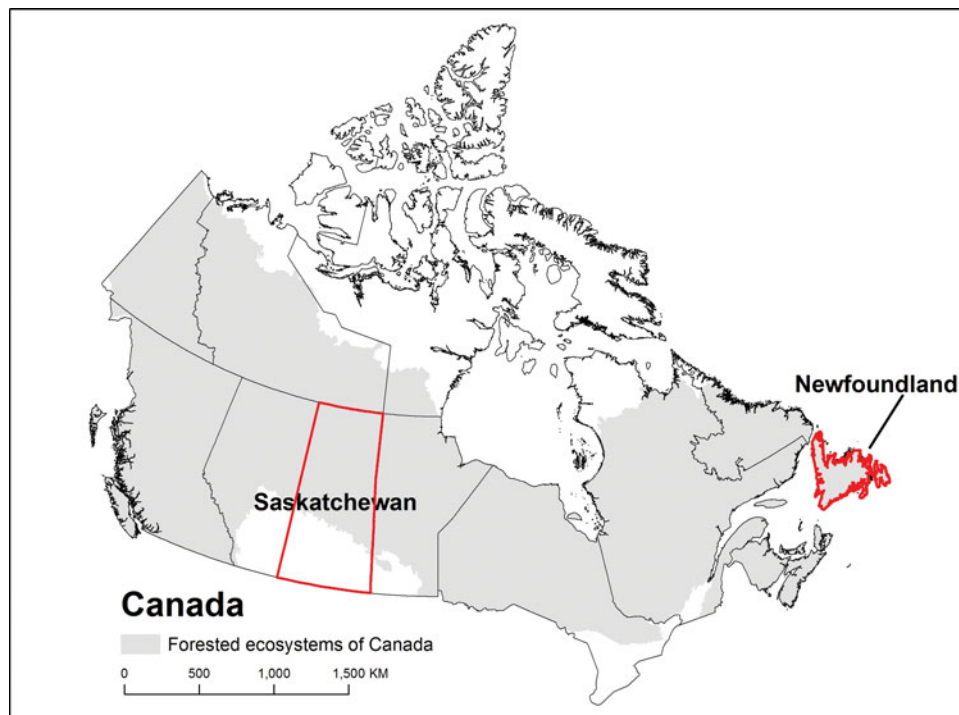 Newfoundland
Saskatchewan
Canada
Forested ecosystems of Canada
0 500 1,000 1,500 KM